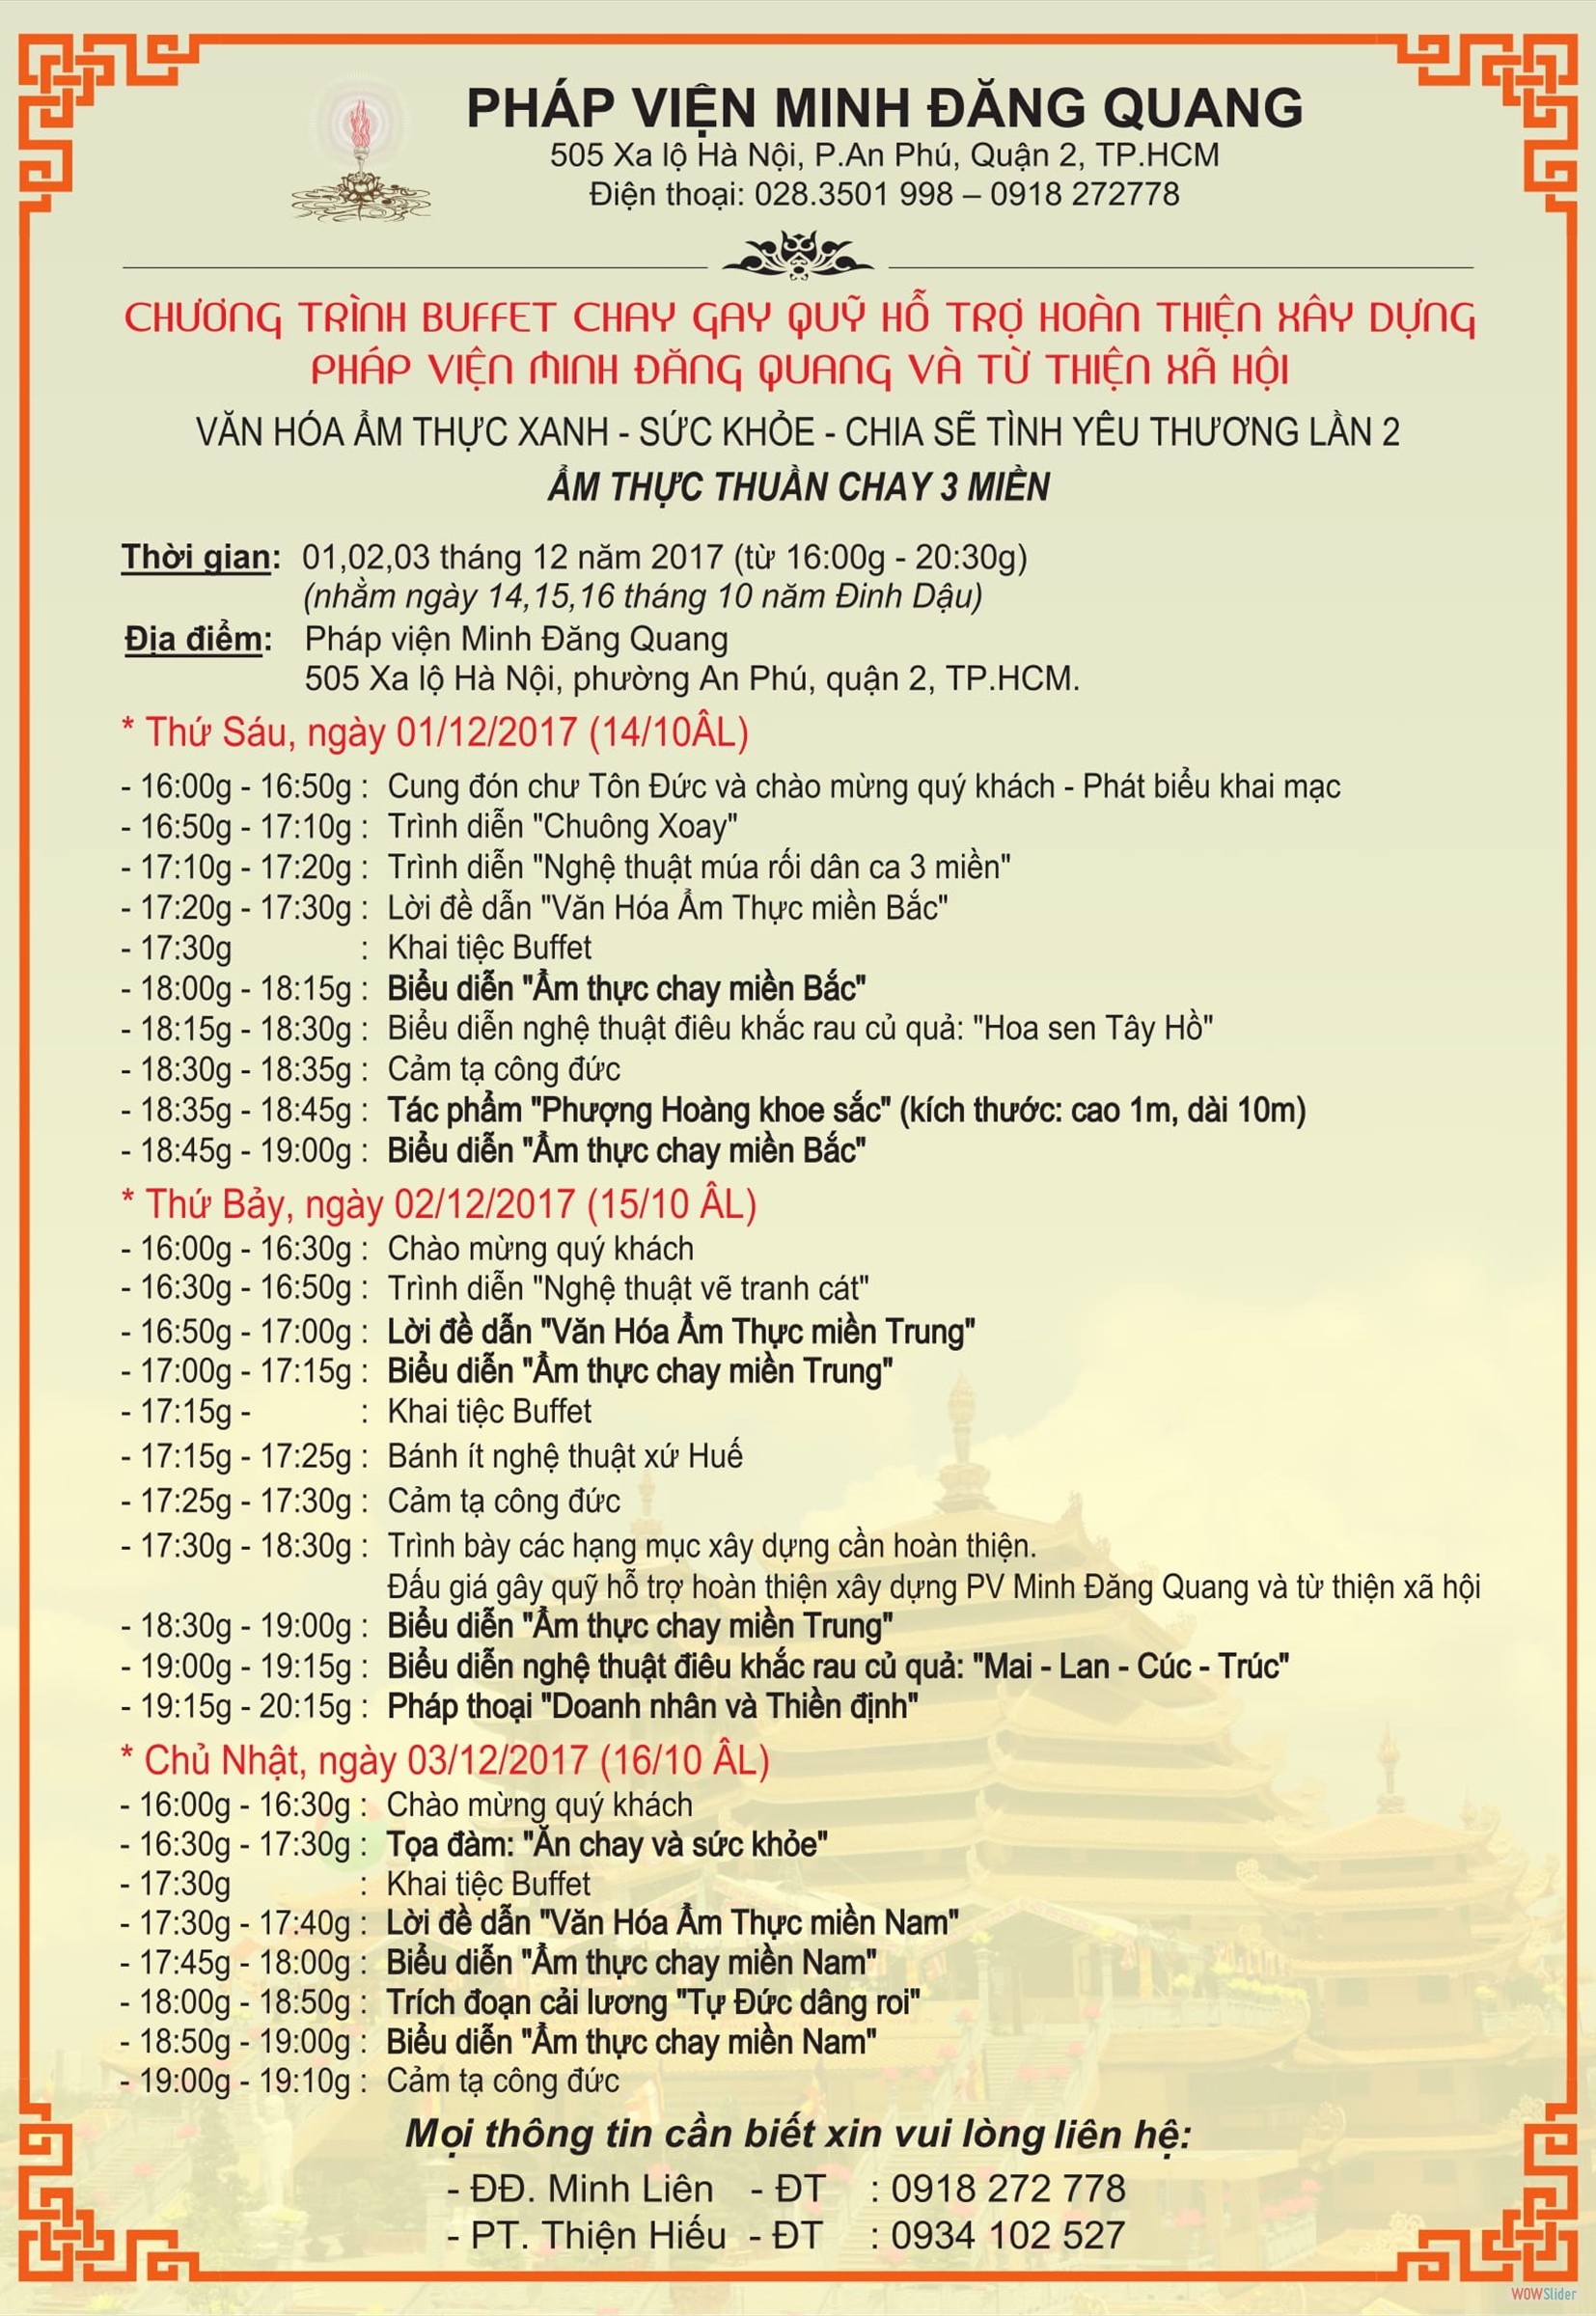 PHÁP VIỆN MINH ĐĂNG QUANG
505 Xa lộ Hà Nội, P.An Phú, Quận 2, TP.HCM
Điện thoại: 028.3501 998 – 0918 272778
CHƯƠNG TRÌNH BUFFET CHAY GAY QUỸ HỖ TRỢ HOÀN THIỆN XÂY DỰNG
PHÁP VIỆN MINH ĐĂNG QUANG VÀ TỪ THIỆN XÃ HỘI
VĂN HÓA ẨM THỰC XANH - SỨC KHỎE - CHIA SẼ TÌNH YÊU THƯƠNG LẦN 2
ẨM THỰC THUẦN CHAY 3 MIỀN
Thời gian: 01,02,03 tháng 12 năm 2017 (từ 16:00g - 20:30g)
(nhằm ngày 14,15,16 tháng 10 năm Đinh Dậu)
Địa điểm: Pháp viện Minh Đăng Quang
505 Xa lộ Hà Nội, phường An Phú, quận 2, TP.HCM.
* Thứ Sáu, ngày 01/12/2017 (14/10ÂL)
- 16:00g - 16:50g : Cung đón chư Tôn Đức và chào mừng quý khách - Phát biểu khai mạc
- 16:50g - 17:10g : Trình diễn "Chuông Xoay"
- 17:10g - 17:20g : Trình diễn "Nghệ thuật múa rối dân ca 3 miền"
- 17:20g - 17:30g : Lời đề dẫn "Văn Hóa Ẩm Thực miền Bắc"
- 17:30g : Khai tiệc Buffet
- 18:00g - 18:15g : Biểu diễn "Ẩm thực chay miền Bắc"
- 18:15g - 18:30g : Biểu diễn nghệ thuật điêu khắc rau củ quả: "Hoa sen Tây Hồ"
- 18:30g - 18:35g : Cảm tạ công đức
- 18:35g - 18:45g : Tác phẩm "Phượng Hoàng khoe sắc" (kích thước: cao 1m, dài 10m)
- 18:45g - 19:00g : Biểu diễn "Ẩm thực chay miền Bắc"
* Thứ Bảy, ngày 02/12/2017 (15/10 ÂL)
- 16:00g - 16:30g : Chào mừng quý khách
- 16:30g - 16:50g : Trình diễn "Nghệ thuật vẽ tranh cát"
- 16:50g - 17:00g : Lời đề dẫn "Văn Hóa Ẩm Thực miền Trung"
- 17:00g - 17:15g : Biểu diễn "Ẩm thực chay miền Trung"
- 17:15g - : Khai tiệc Buffet
- 17:15g - 17:25g : Bánh ít nghệ thuật xứ Huế
- 17:25g - 17:30g : Cảm tạ công đức
- 17:30g - 18:30g : Trình bày các hạng mục xây dựng cần hoàn thiện.
Đấu giá gây quỹ hỗ trợ hoàn thiện xây dựng PV Minh Đăng Quang và từ thiện xã hội
- 18:30g - 19:00g : Biểu diễn "Ẩm thực chay miền Trung"
- 19:00g - 19:15g : Biểu diễn nghệ thuật điêu khắc rau củ quả: "Mai - Lan - Cúc - Trúc"
- 19:15g - 20:15g : Pháp thoại "Doanh nhân và Thiền định"
* Chủ Nhật, ngày 03/12/2017 (16/10 ÂL)
- 16:00g - 16:30g : Chào mừng quý khách
- 16:30g - 17:30g : Tọa đàm: "Ăn chay và sức khỏe"
- 17:30g : Khai tiệc Buffet
- 17:30g - 17:40g : Lời đề dẫn "Văn Hóa Ẩm Thực miền Nam"
- 17:45g - 18:00g : Biểu diễn "Ẩm thực chay miền Nam"
- 18:00g - 18:50g : Trích đoạn cải lương "Tự Đức dâng roi"
- 18:50g - 19:00g : Biểu diễn "Ẩm thực chay miền Nam"
- 19:00g - 19:10g : Cảm tạ công đức
Mọi thông tin cần biết xin vui lòng liên hệ:
- ĐĐ. Minh Liên - ĐT : 0918 272 778
- PT. Thiện Hiếu - ĐT : 0934 102 527
WOWSlider